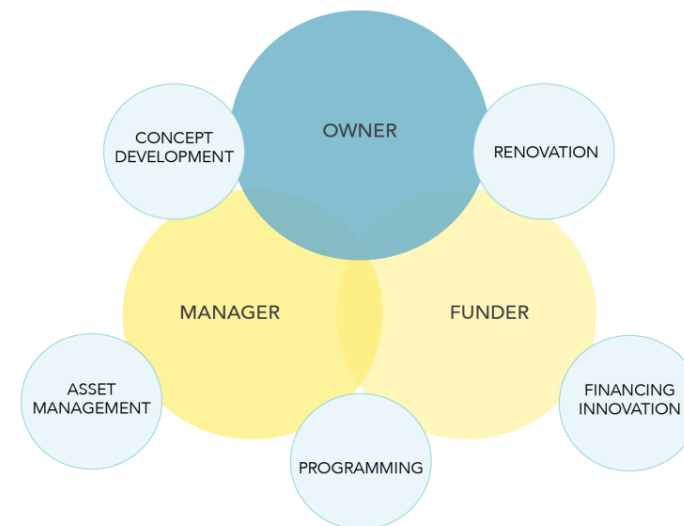 OWNER
CONCEPT
DEVELOPMENT
RENOVATION
MANAGER
FUNDER
ASSET
MANAGEMENT
FINANCING
INNOVATION
PROGRAMMING